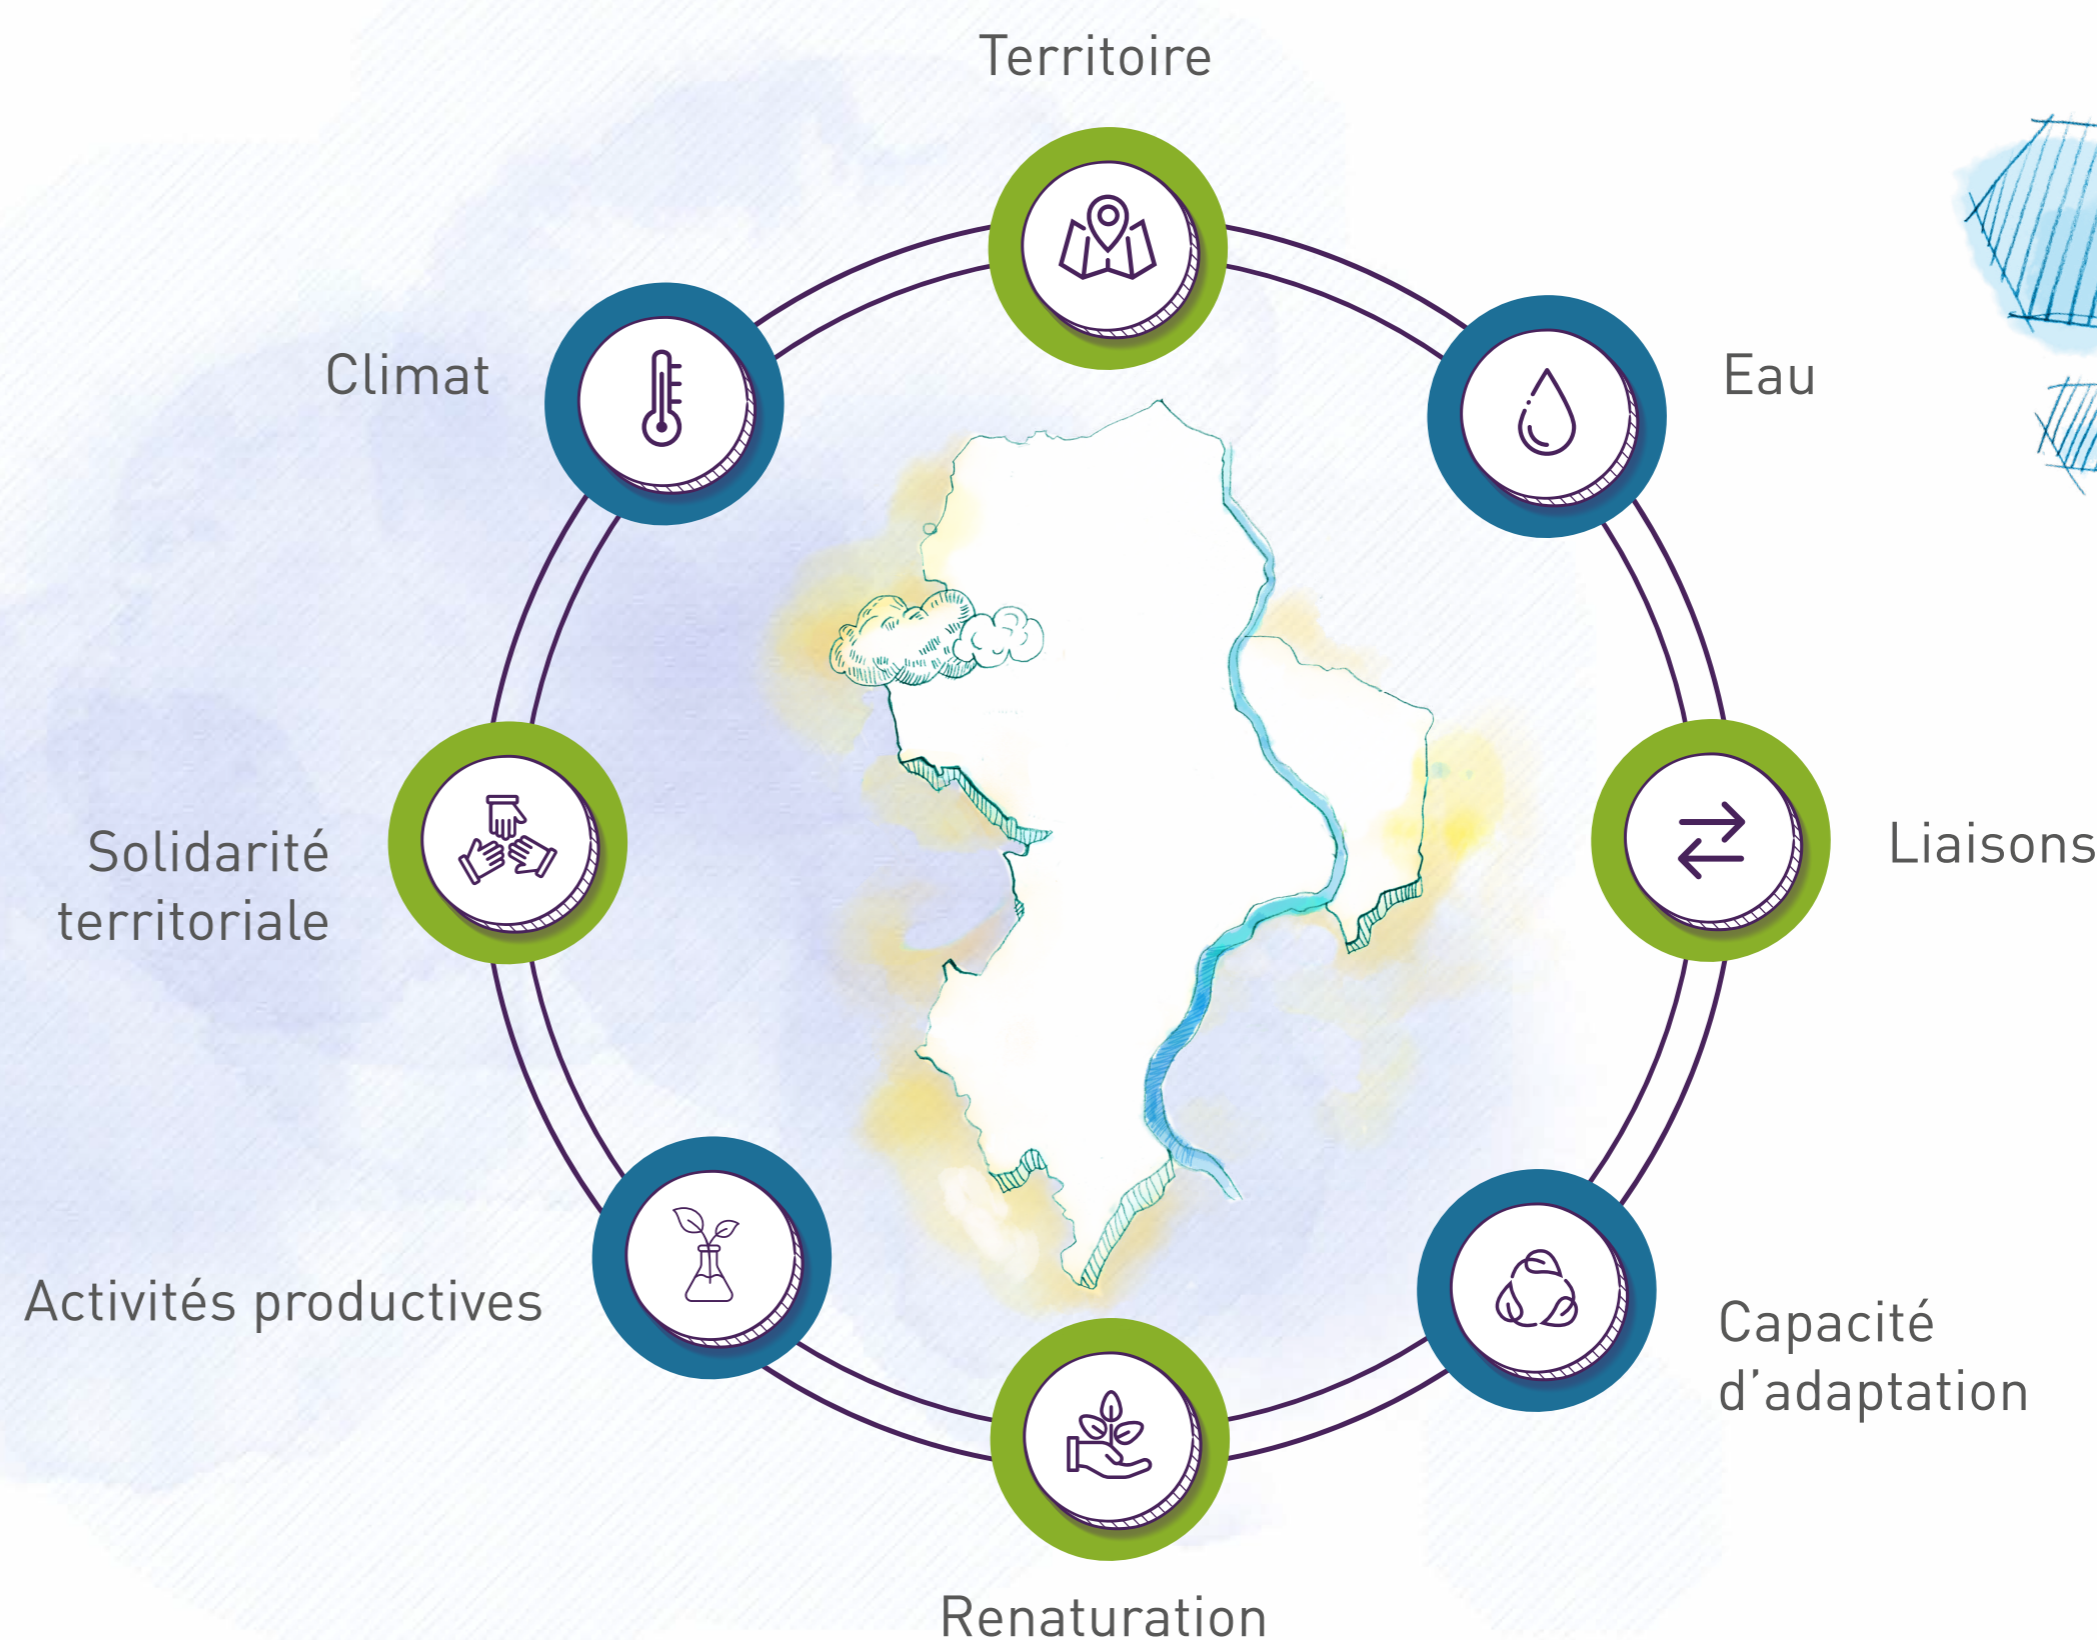 Territoire
Climat
Eau
Solidarité
territoriale
Liaisons
Activités productives
Capacité
d’adaptation
Renaturation